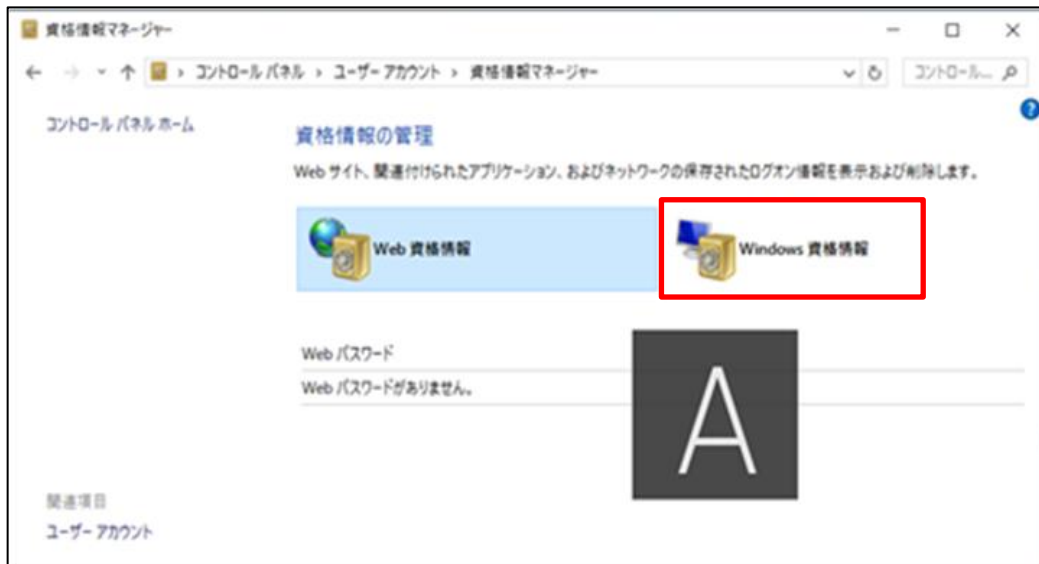 資格情報マネージャー
コントロール パネル › ユーザー アカウント › 資格情報マネージャー
コントロール...
コントロール パネル ホーム
資格情報の管理
Web サイト、関連付けられたアプリケーション、およびネットワークの保存されたログオン情報を表示および削除します。
Web 資格情報
Windows 資格情報
Web パスワード
Web パスワードがありません。
A
関連項目
ユーザー アカウント